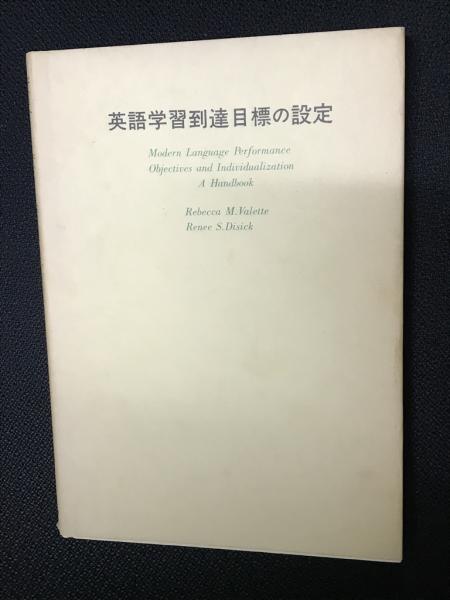 英語学習到達目標の設定
Modern Language Performance
Objectives and Individualization
A Handbook
Rebecca M.Valette
Renee S.Disick